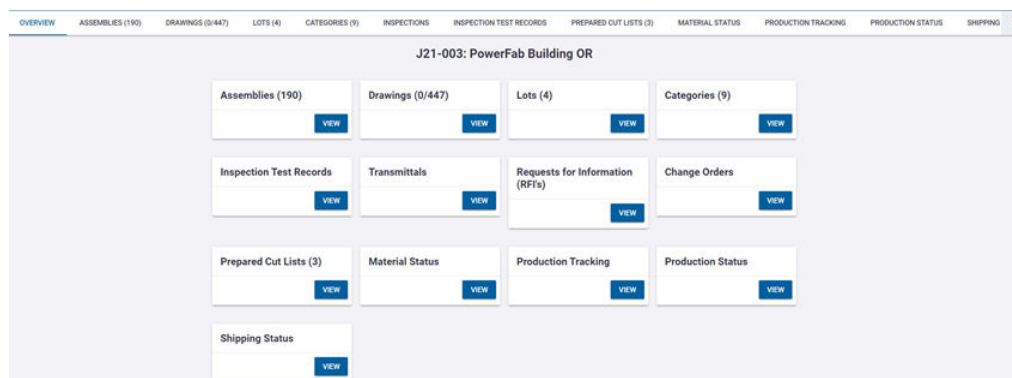 OVERVIEW ASSEMBLIES (190) DRAWINGS (0/447) LOTS (4) CATEGORIES (9) INSPECTIONS INSPECTION TEST RECORDS PREPARED CUT LISTS (3) MATERIAL STATUS PRODUCTION TRACKING PRODUCTION STATUS SHIPPING
J21-003: PowerFab Building OR
Assemblies (190) Drawings (0/447) Lots (4) Categories (9)
VIEW VIEW VIEW VIEW
Inspection Test Records Transmittals Requests for Information Change Orders
(RFI's)
VIEW VIEW VIEW VIEW
Prepared Cut Lists (3) Material Status Production Tracking Production Status
VIEW VIEW VIEW VIEW
Shipping Status
VIEW